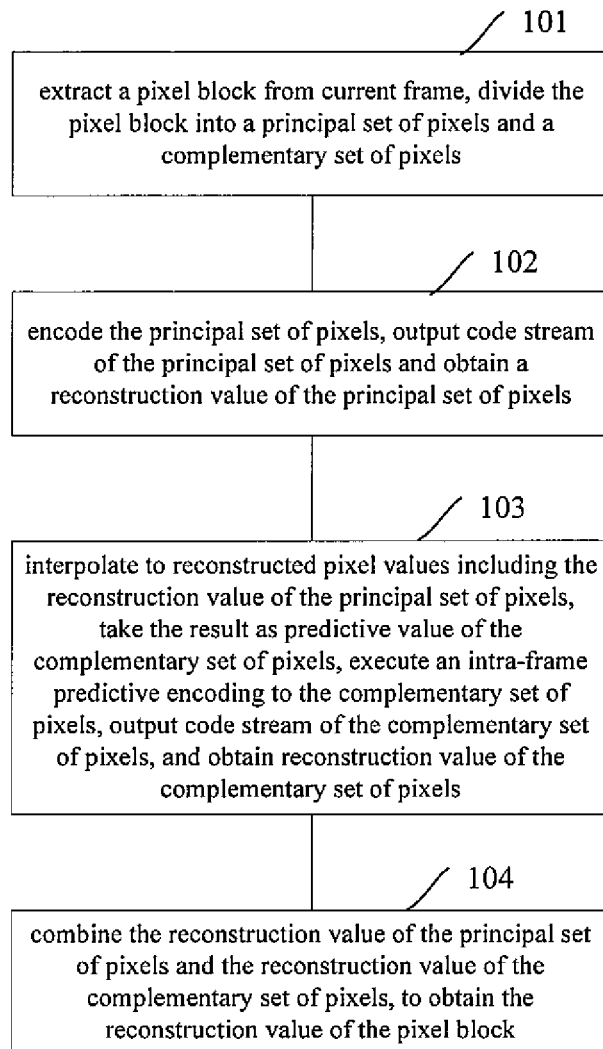 101
extract a pixel block from current frame, divide the
pixel block into a principal set of pixels and a
complementary set of pixels
102
encode the principal set of pixels, output code stream
of the principal set of pixels and obtain a
reconstruction value of the principal set of pixels
103
interpolate to reconstructed pixel values including the
reconstruction value of the principal set of pixels,
take the result as predictive value of the
complementary set of pixels, execute an intra-frame
predictive encoding to the complementary set of
pixels, output code stream of the complementary set
of pixels, and obtain reconstruction value of the
complementary set of pixels
104
combine the reconstruction value of the principal set
of pixels and the reconstruction value of the
complementary set of pixels, to obtain the
reconstruction value of the pixel block